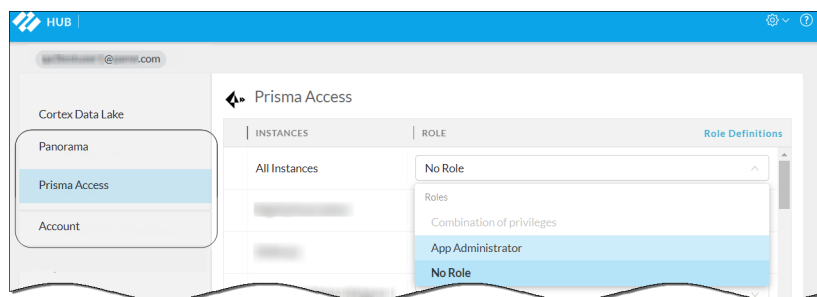 HUB
@
.com
Cortex Data Lake
Panorama
Prisma Access
Account
Prisma Access
INSTANCES ROLE Role Definitions
All Instances No Role
Roles
Combination of privileges
App Administrator
No Role